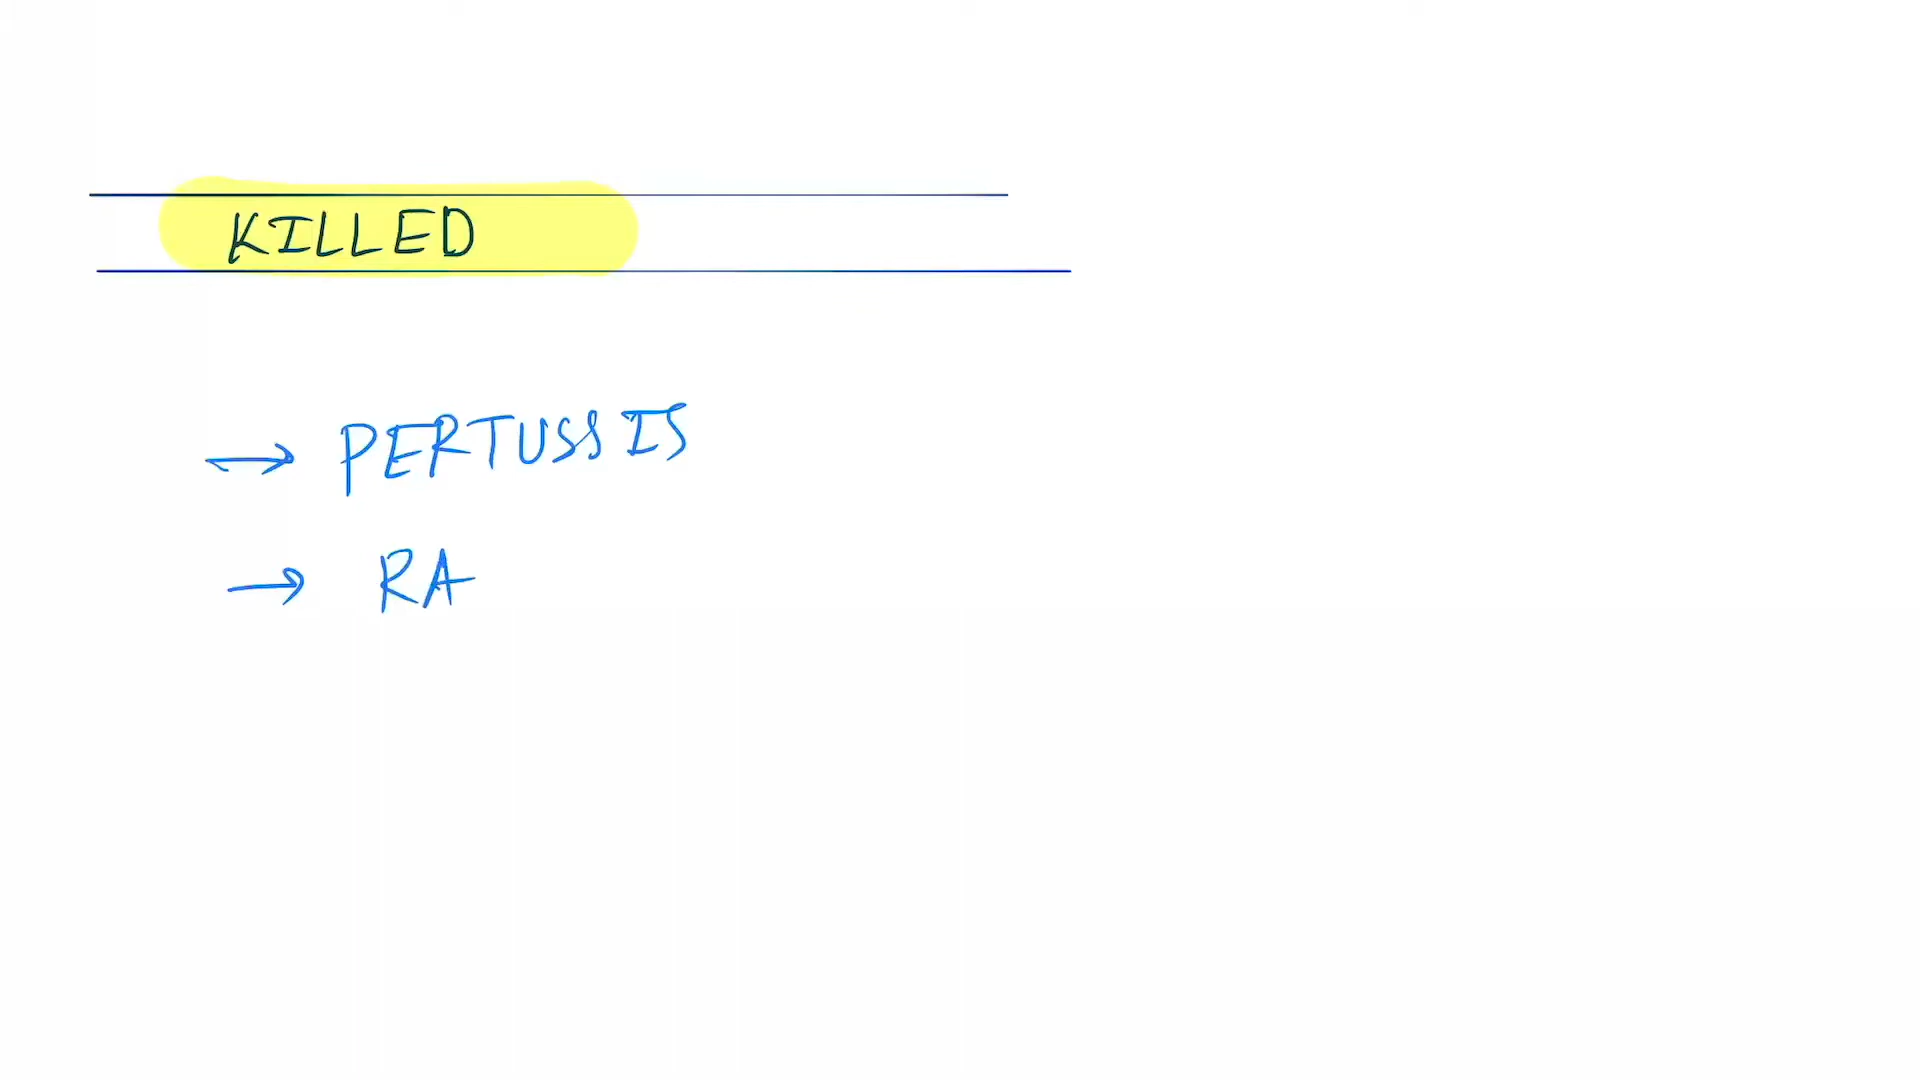 KILLED
→ PERTUSSIS
→ RA